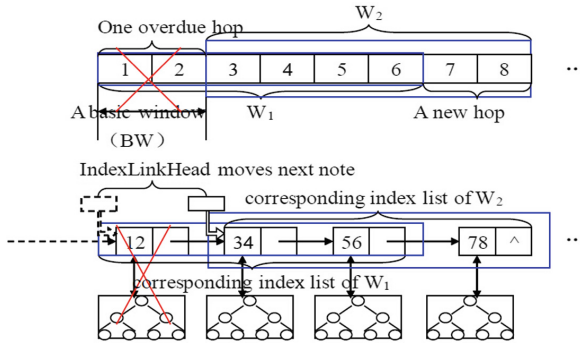 One overdue hop
W2
1 2 3 4 5 6 7 8 ..
A basic window
(BW)
W1
A new hop
IndexLinkHead moves next note
corresponding index list of W2
12 34 56 78 ^ ..
corresponding index list of W1